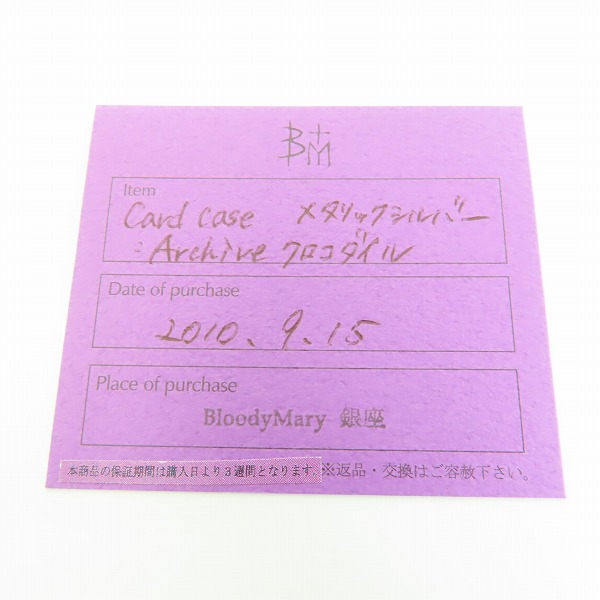 B+M
Item
Card case メタリックシルバー
: Archive クロコダイル
Date of purchase
2010、9、15
Place of purchase
BloodyMary 銀座
本商品の保証期間は購入日より3週間となります。※返品・交換はご容赦下さい。